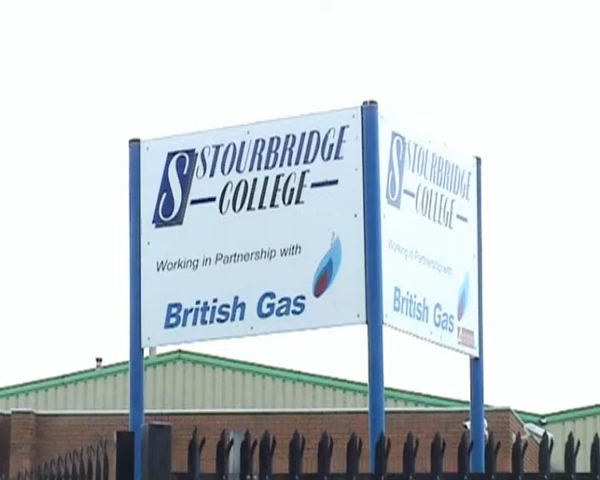 S STOURBRIDGE
COLLEGE
Working in Partnership with
British Gas
S STOURBRIDGE
COLLEGE
Working in Partnership with
British Gas